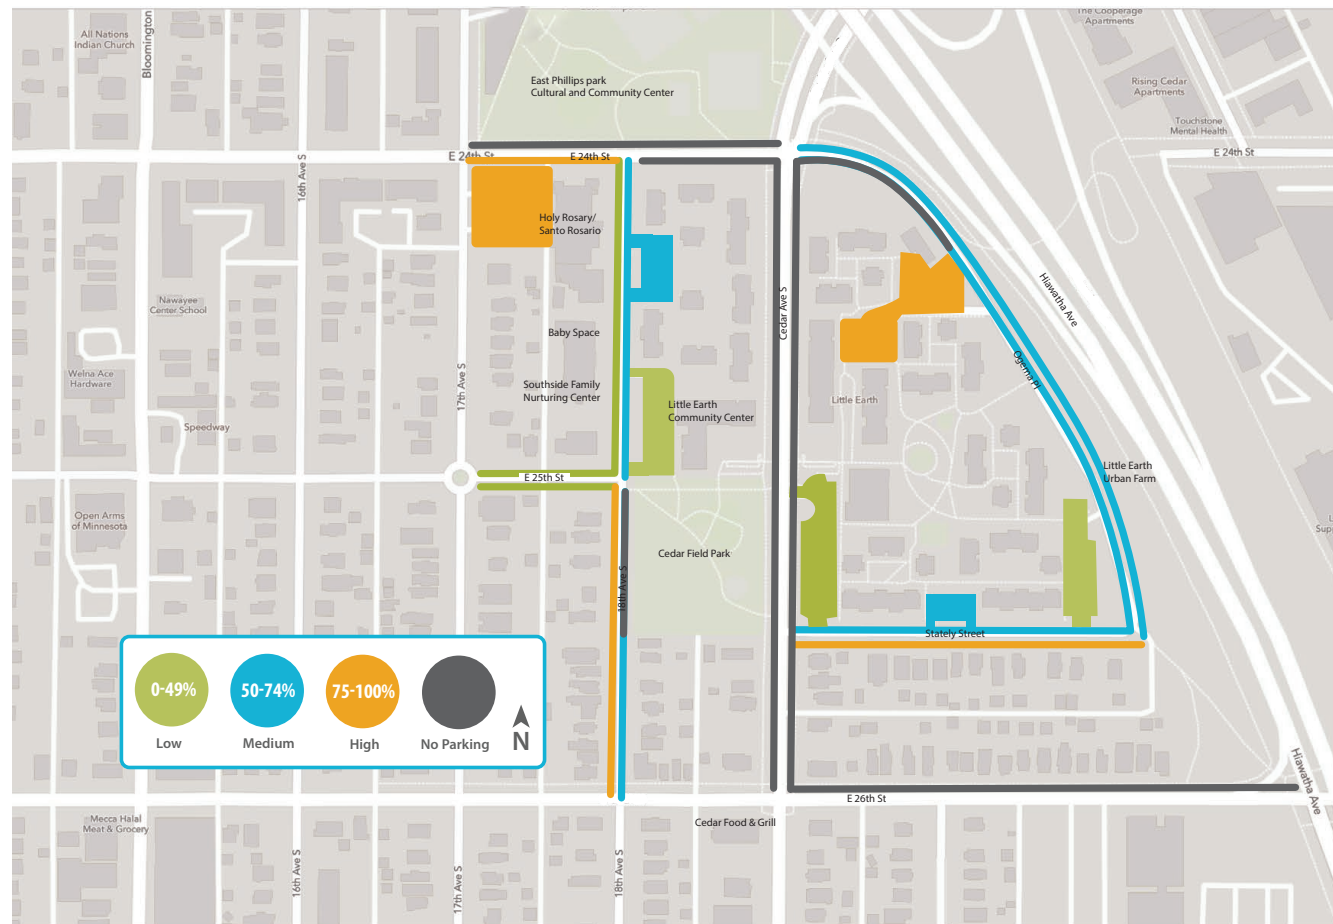 The Cooperage
Apartments
All Nations
Indian Church
Bloomington
East Phillips park
Cultural and Community Center
Rising Cedar
Apartments
Touchstone
Mental Health
E 24th St
E 24th St
E 24th St
16th Ave S
Holy Rosary/
Santo Rosario
Nawayee
Center School
Cedar Ave S
Hiawatha Ave
Baby Space
Ogema Pl
Welna Ace
Hardware
17th Ave S
Southside Family
Nurturing Center
Little Earth
Community Center
Little Earth
Speedway
E 25th St
Little Earth
Urban Farm
Open Arms
of Minnesota
Cedar Field Park
18th Ave S
Stately Street
0-49%
50-74%
75-100%
Low
Medium
High
No Parking
N
Hiawatha Ave
E 26th St
Mecca Halal
Meat & Grocery
Cedar Food & Grill
16th Ave S
17th Ave S
18th Ave S